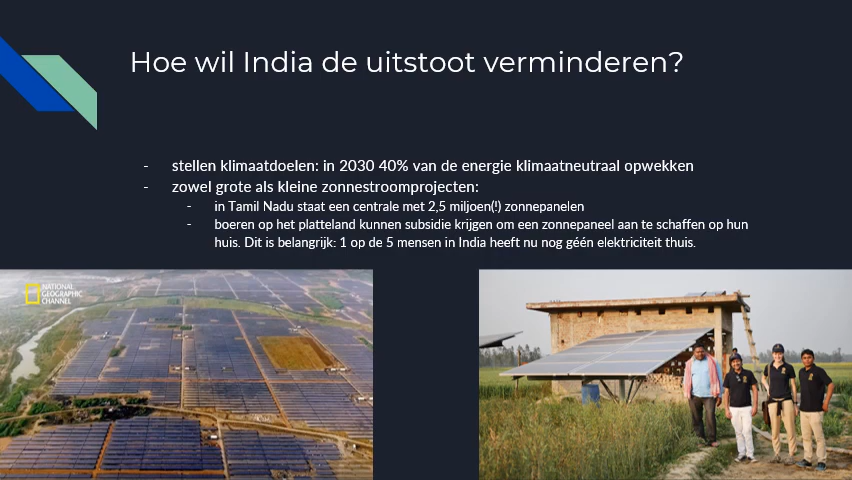 Hoe wil India de uitstoot verminderen?
- stellen klimaatdoelen: in 2030 40% van de energie klimaatneutraal opwekken
- zowel grote als kleine zonnestroomprojecten:
- in Tamil Nadu staat een centrale met 2,5 miljoen(!) zonnepanelen
- boeren op het platteland kunnen subsidie krijgen om een zonnepaneel aan te schaffen op hun
huis. Dit is belangrijk: 1 op de 5 mensen in India heeft nu nog géén elektriciteit thuis.
NATIONAL
GEOGRAPHIC
CHANNEL